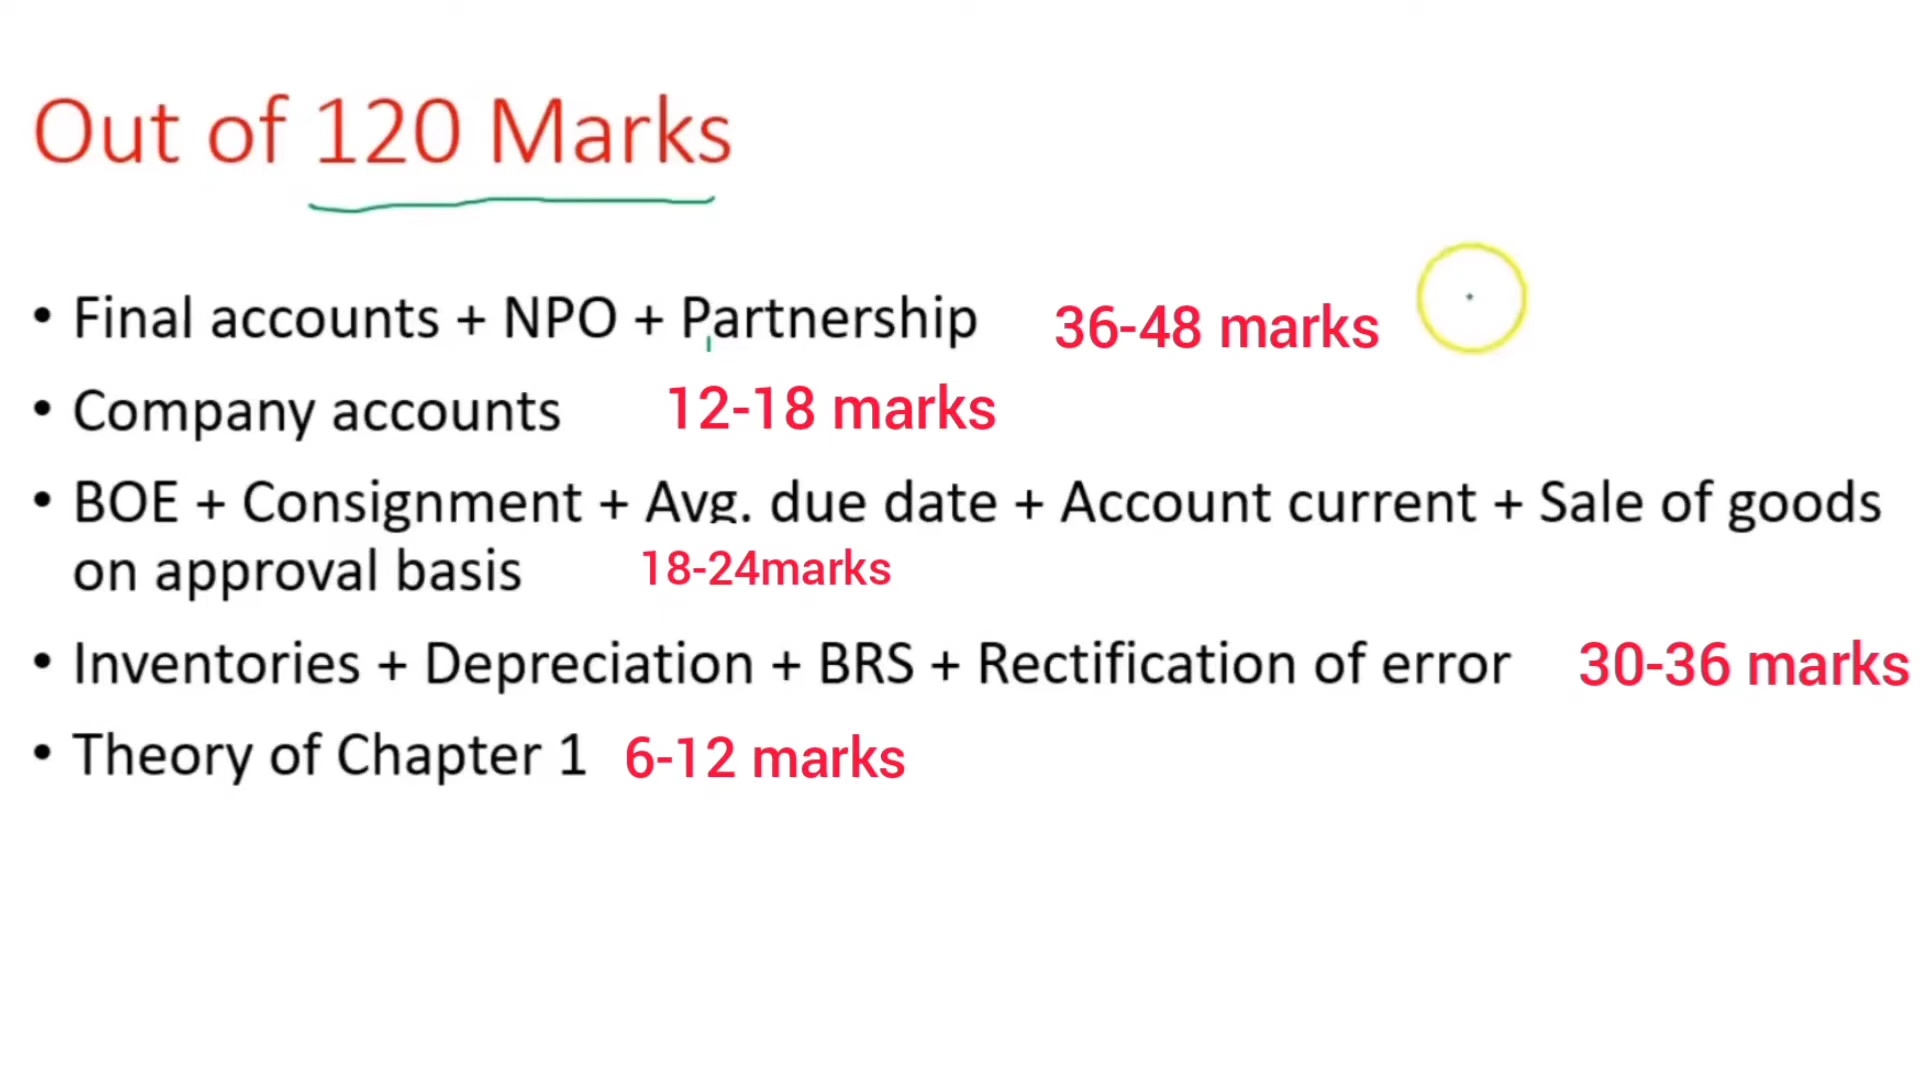 Out of 120 Marks
• Final accounts + NPO + Partnership 36-48 marks
• Company accounts 12-18 marks
• BOE + Consignment + Avg. due date + Account current + Sale of goods
on approval basis 18-24marks
• Inventories + Depreciation + BRS + Rectification of error 30-36 marks
• Theory of Chapter 1 6-12 marks